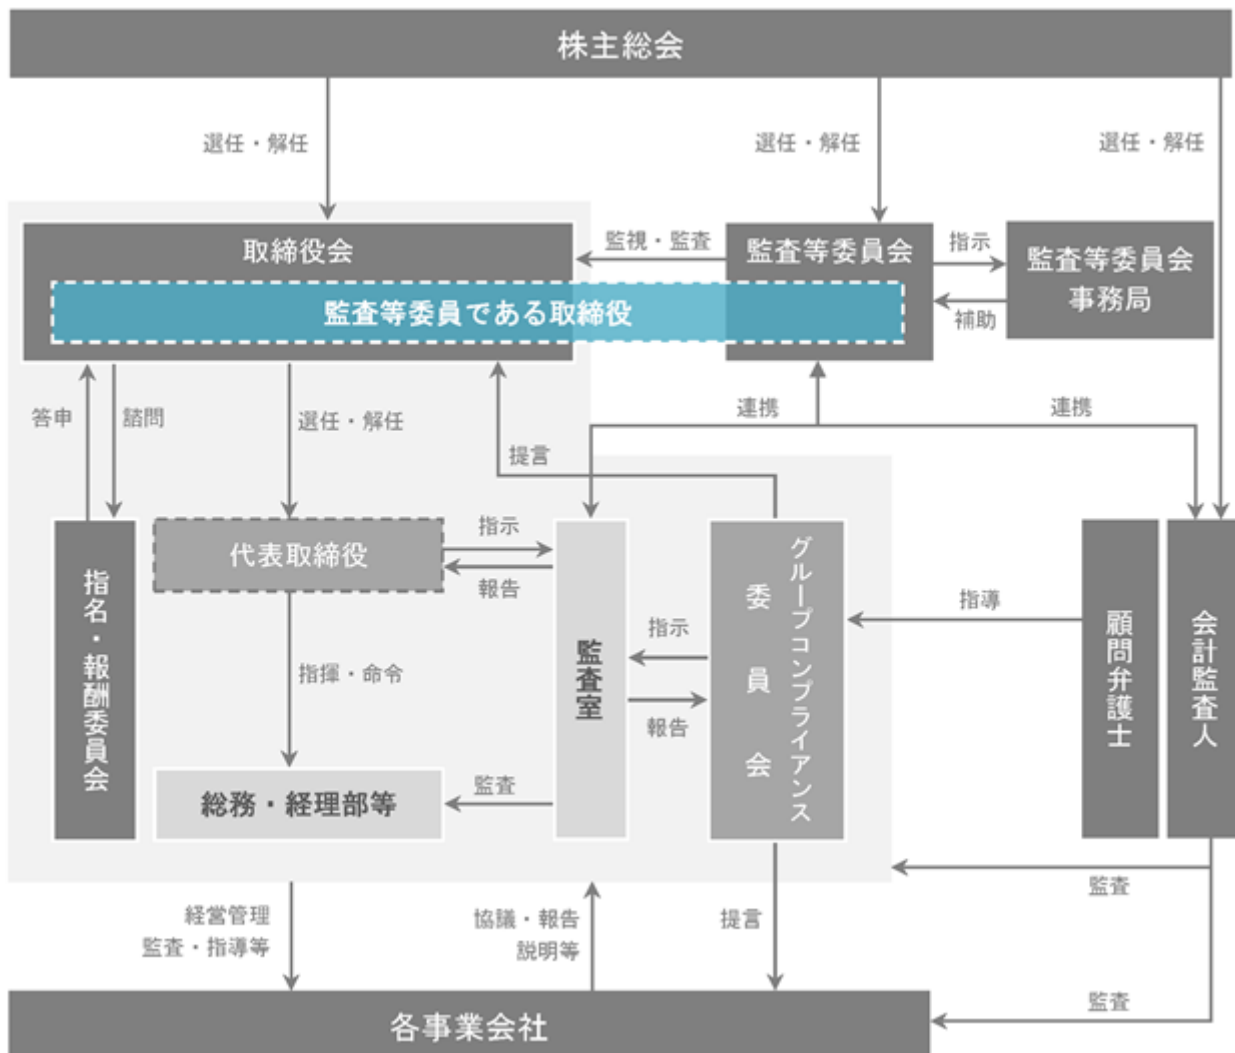 株主総会
選任・解任
選任・解任
選任・解任
取締役会
監視・監査
監査等委員会
指示
補助
監査等委員会
事務局
監査等委員である取締役
答申
諮問
選任・解任
提言
連携
連携
指名・報酬委員会
代表取締役
指示
報告
監査室
指示
報告
グループコンプライアンス
委員会
指導
顧問弁護士
会計監査人
指揮・命令
総務・経理部等
監査
監査
経営管理
監査・指導等
協議・報告
説明等
提言
監査
各事業会社